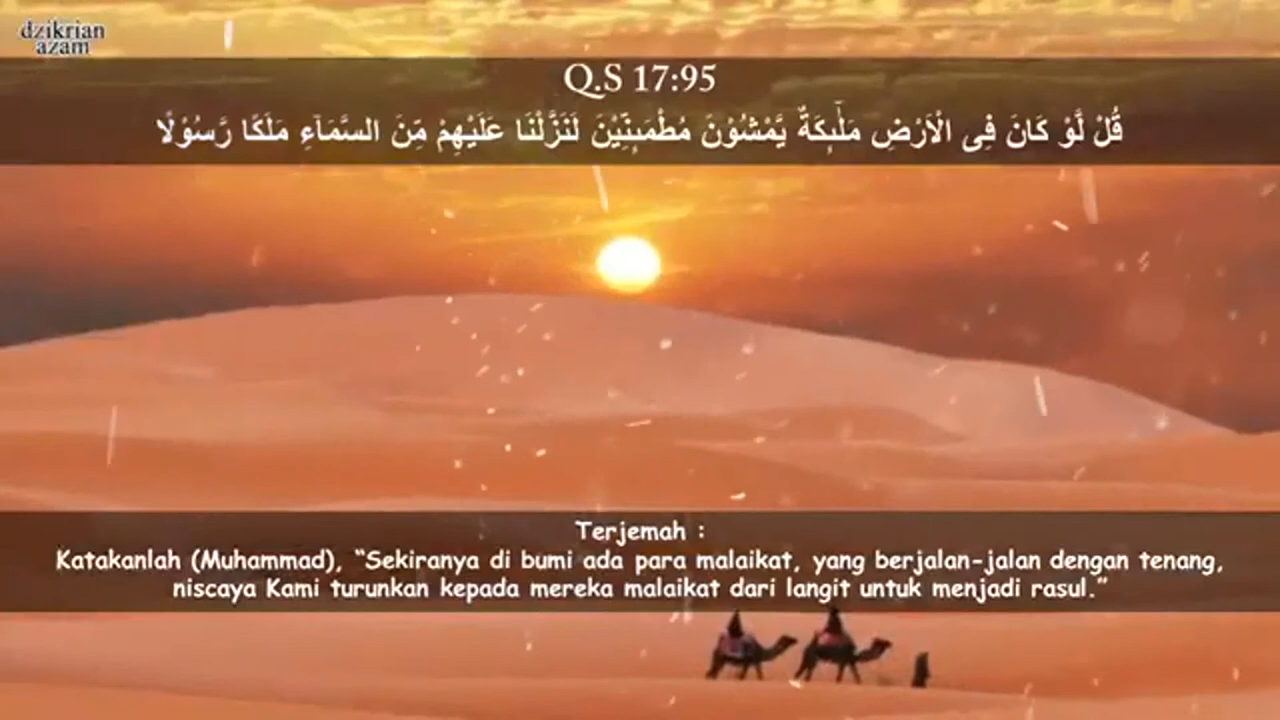 dzikrian
azam
Q.S 17:95
قُلْ لَّوْ كَانَ فِى الْاَرْضِ مَلٰۤىِٕكَةٌ يَّمْشُوْنَ مُطْمَىِٕنِّيْنَ لَنَزَّلْنَا عَلَيْهِمْ مِّنَ السَّمَاۤءِ مَلَكًا رَّسُوْلًا
Terjemah :
Katakanlah (Muhammad), “Sekiranya di bumi ada para malaikat, yang berjalan-jalan dengan tenang,
niscaya Kami turunkan kepada mereka malaikat dari langit untuk menjadi rasul.”